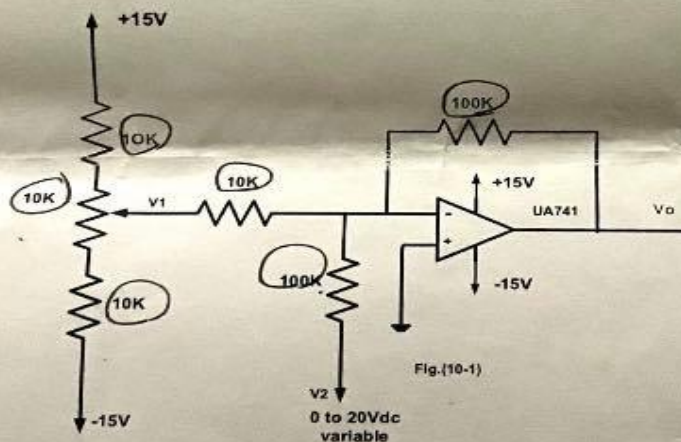 +15V
100K
10K
10K
10K
V1
+15V
UA741
Vo
-
+
100K
10K
-15V
Fig.(10-1)
V2
-15V
0 to 20Vdc
variable